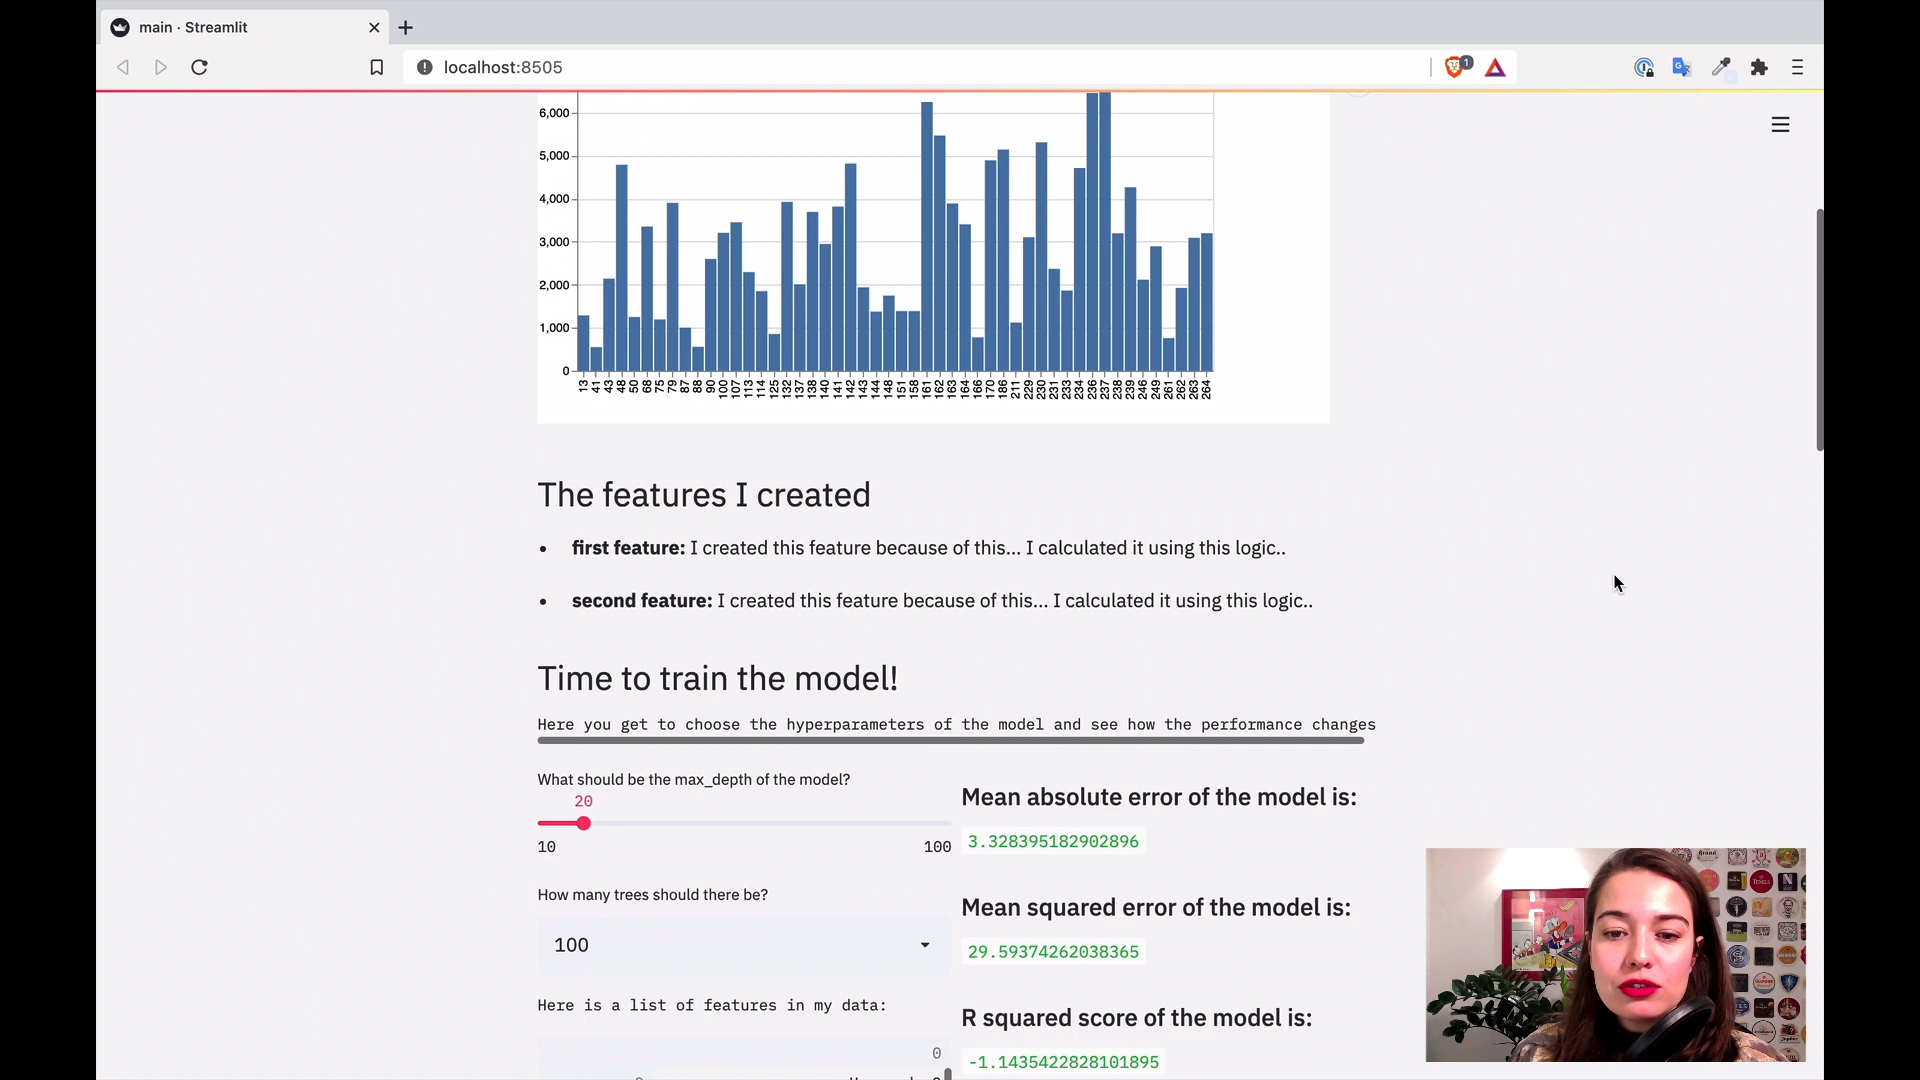 main · Streamlit
localhost:8505
1
6,000
5,000
4,000
3,000
2,000
1,000
0
13 41 43 48 50 68 75 79 87 88 90 100 107 113 114 125 132 137 138 140 141 142 143 144 148 151 158 161 162 163 164 166 170 186 211 229 230 231 233 234 236 237 238 239 246 249 261 262 263 264
The features I created
• first feature: I created this feature because of this... I calculated it using this logic..
• second feature: I created this feature because of this... I calculated it using this logic..
Time to train the model!
Here you get to choose the hyperparameters of the model and see how the performance changes
What should be the max_depth of the model?
20
10 100
How many trees should there be?
100
Here is a list of features in my data:
0
Mean absolute error of the model is:
3.328395182902896
Mean squared error of the model is:
29.59374262038365
R squared score of the model is:
-1.1435422828101895